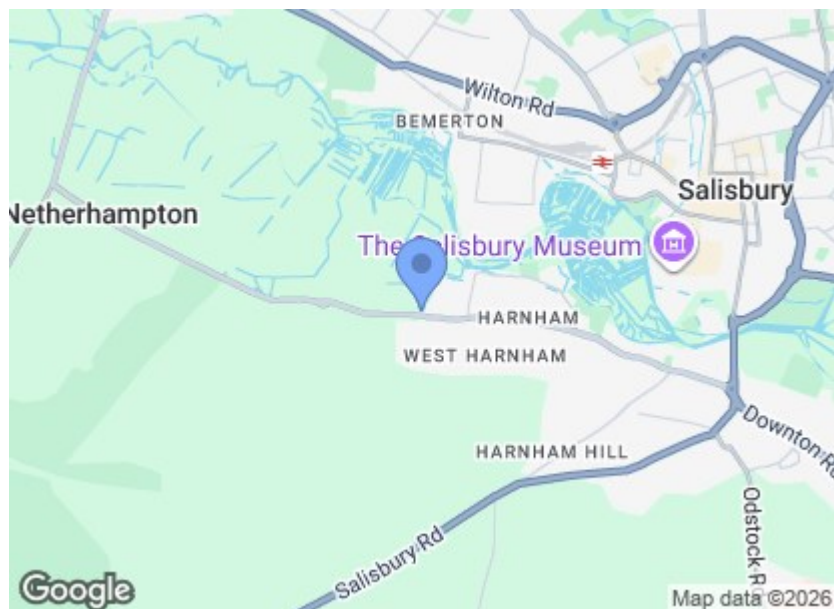 Wilton Rd
BEMERTON
Salisbury
Netherhampton
The Salisbury Museum
HARNHAM
WEST HARNHAM
Downton Rd
HARNHAM HILL
Salisbury Rd
Odstock
Google
Map data ©2026